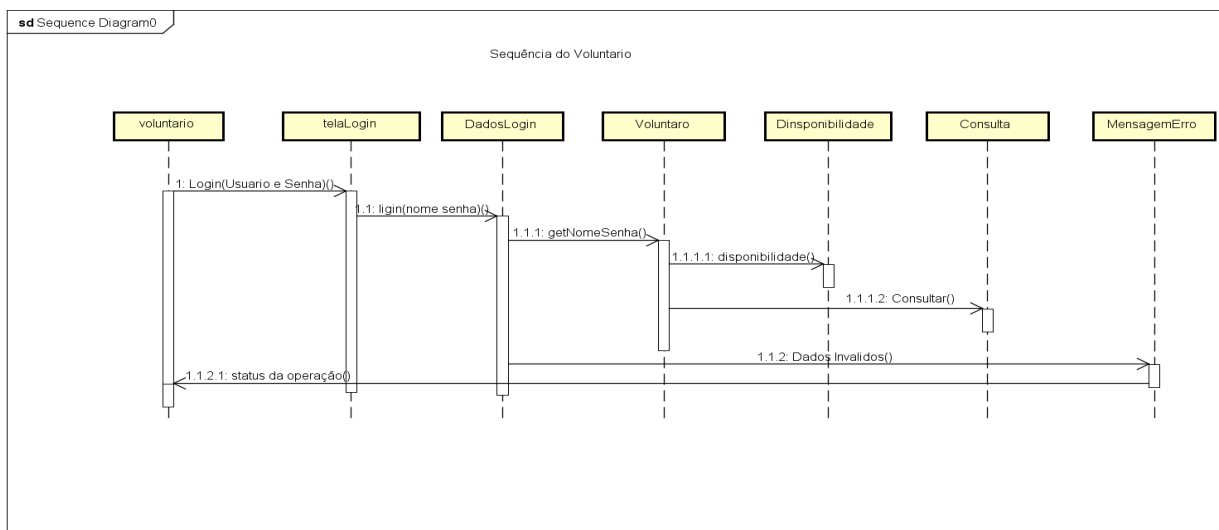 sd Sequence Diagram0
Sequência do Voluntario
voluntario
telaLogin
DadosLogin
Voluntaro
Dinsponibilidade
Consulta
MensagemErro
1: Login(Usuario e Senha)()
1.1: ligin(nome senha)()
1.1.1: getNomeSenha()
1.1.1.1: disponibilidade()
1.1.1.2: Consultar()
1.1.2: Dados Invalidos()
1.1.2.1: status da operação()